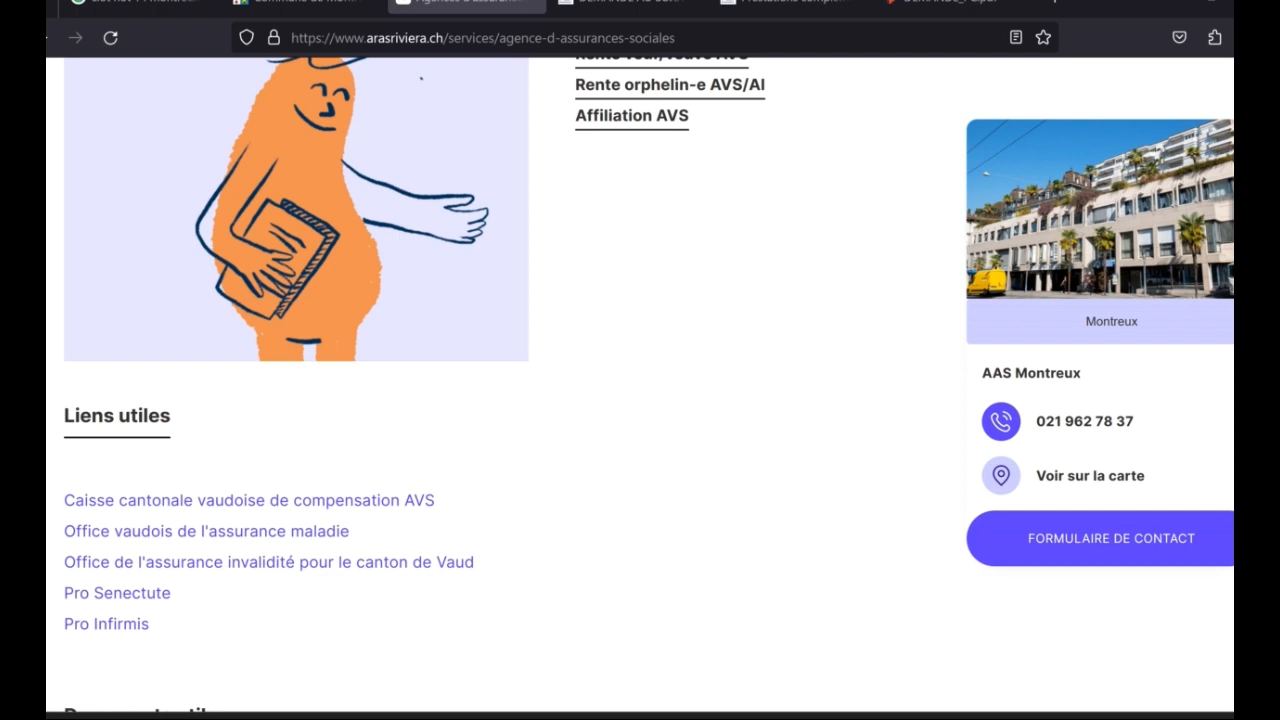 https://www.arasriviera.ch/services/agence-d-assurances-sociales
Rente orphelin-e AVS/AI
Affiliation AVS
Montreux
AAS Montreux
021 962 78 37
Voir sur la carte
FORMULAIRE DE CONTACT
Liens utiles
Caisse cantonale vaudoise de compensation AVS
Office vaudois de l'assurance maladie
Office de l'assurance invalidité pour le canton de Vaud
Pro Senectute
Pro Infirmis